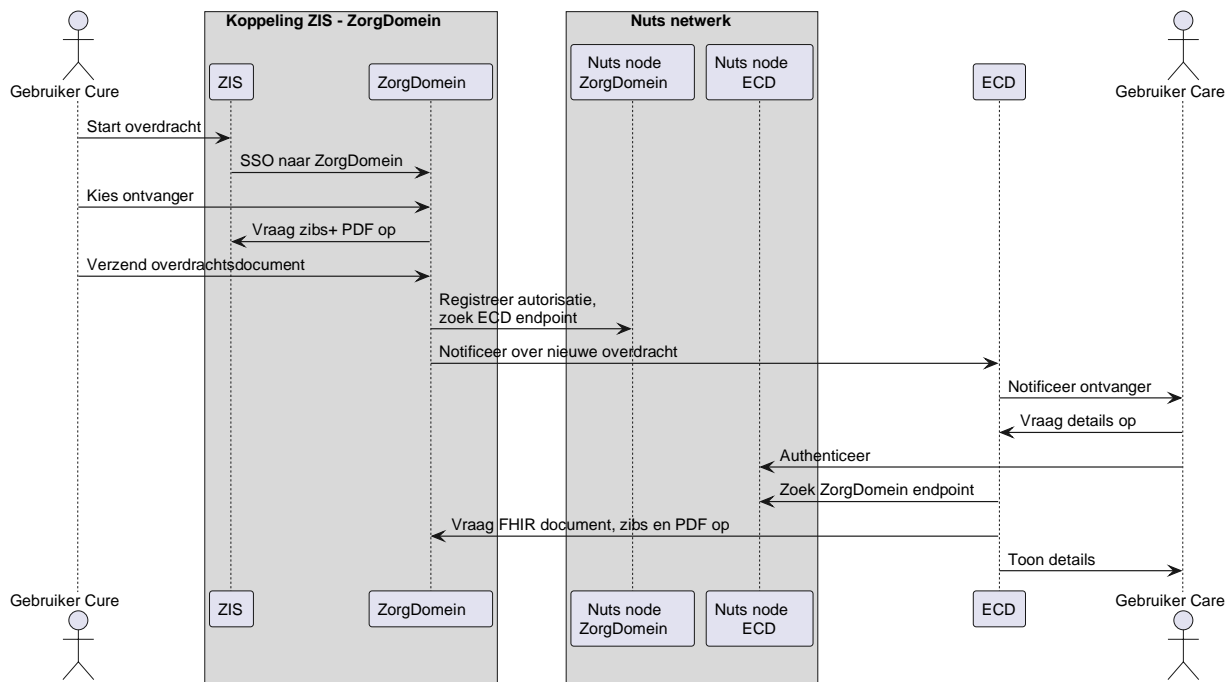 Koppeling ZIS - ZorgDomein
Nuts netwerk
Gebruiker Cure
ZIS
ZorgDomein
Nuts node
ZorgDomein
Nuts node
ECD
ECD
Gebruiker Care
Start overdracht
SSO naar ZorgDomein
Kies ontvanger
Vraag zibs+ PDF op
Verzend overdrachtsdocument
Registreer autorisatie,
zoek ECD endpoint
Notificeer over nieuwe overdracht
Notificeer ontvanger
Vraag details op
Authenticeer
Zoek ZorgDomein endpoint
Vraag FHIR document, zibs en PDF op
Toon details
Gebruiker Cure
ZIS
ZorgDomein
Nuts node
ZorgDomein
Nuts node
ECD
ECD
Gebruiker Care